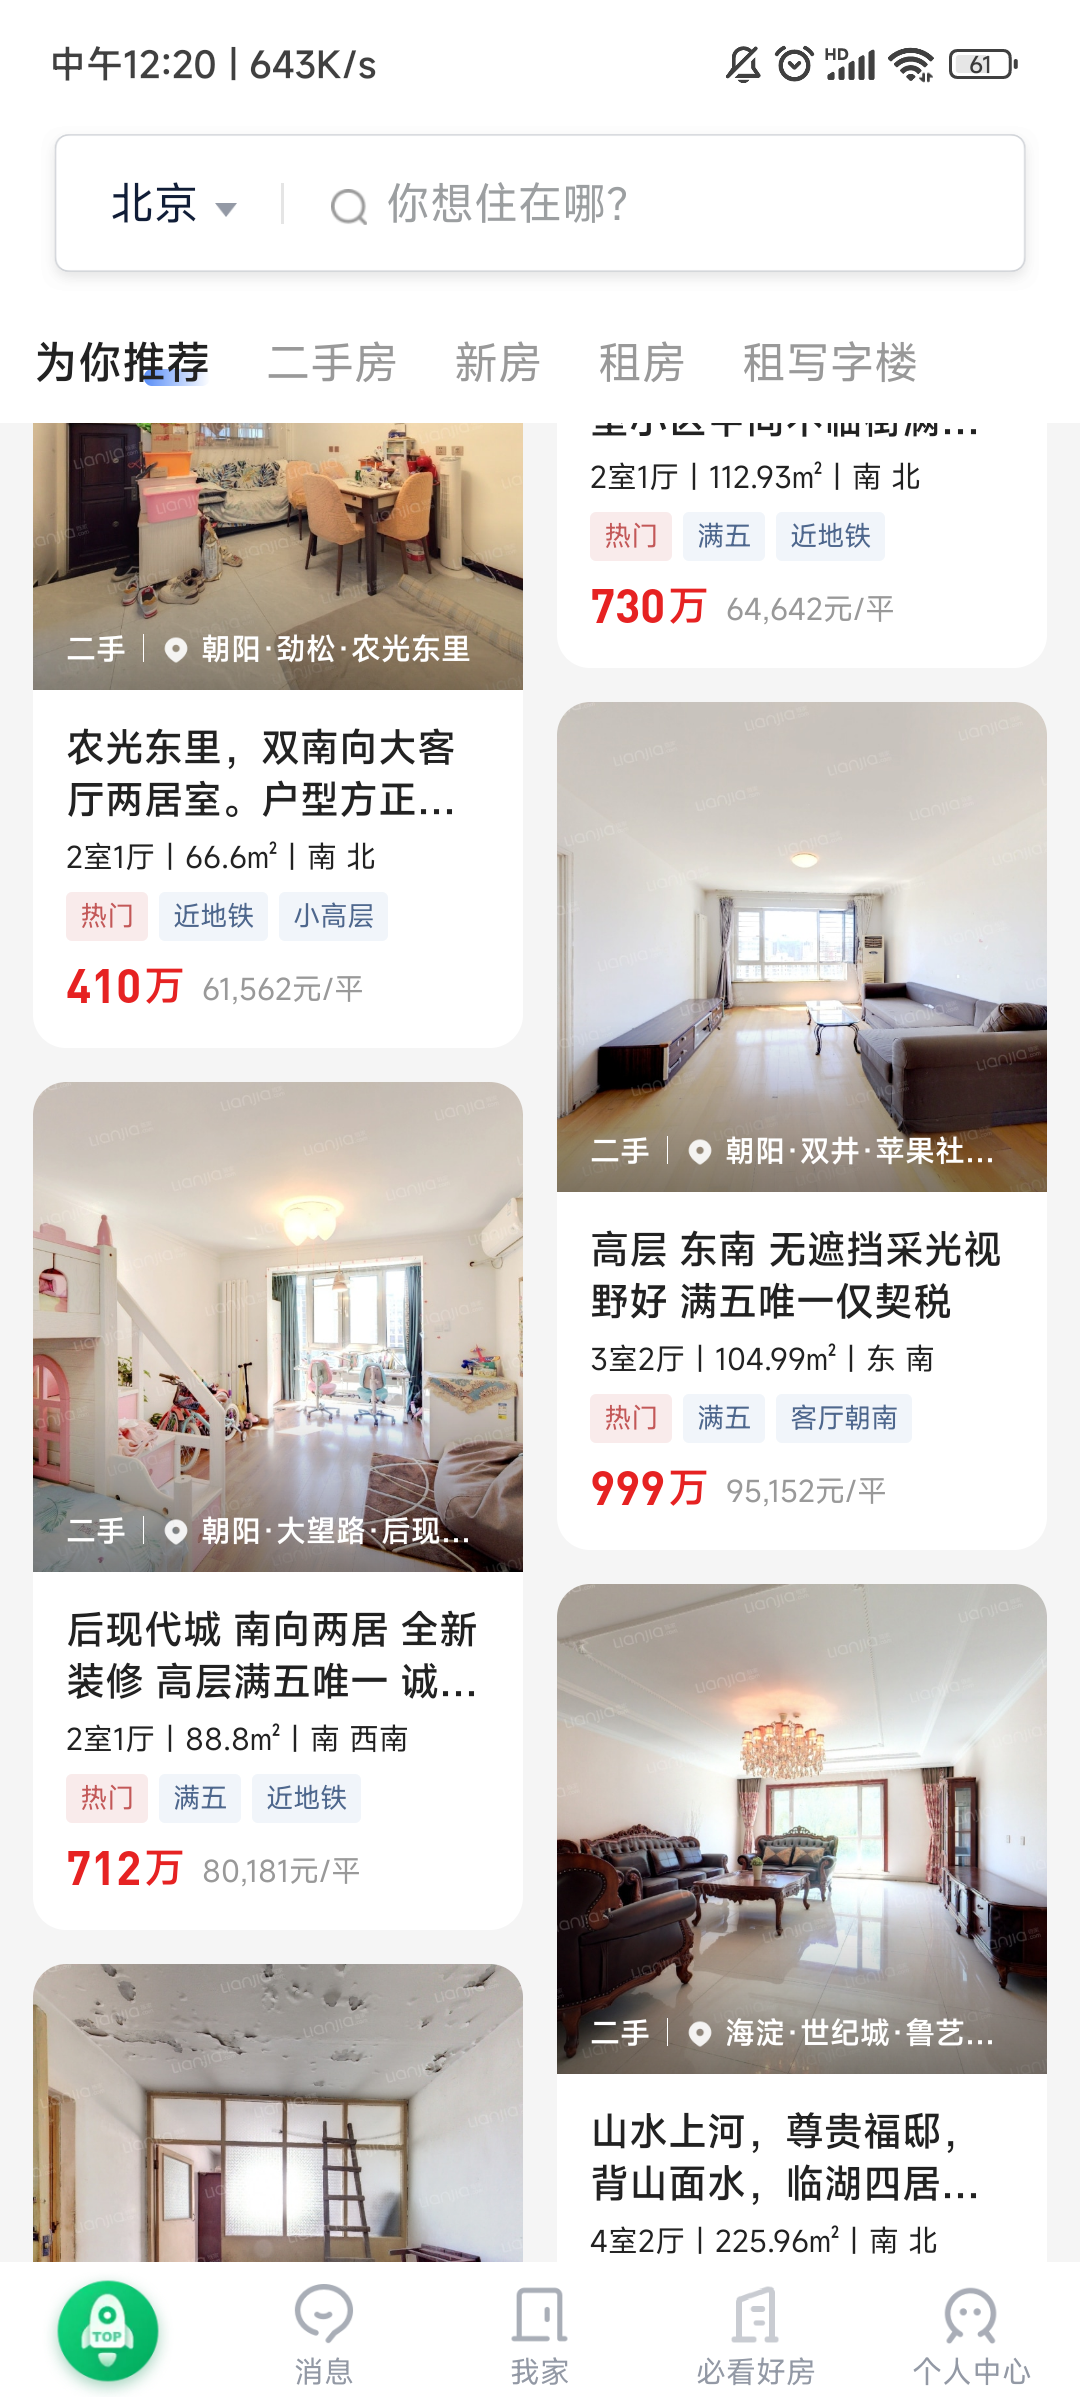 中午12:20 | 643K/s
HD
61
北京
你想住在哪?
为你推荐
二手房
新房
租房
租写字楼
二手 | 朝阳·劲松·农光东里
农光东里，双南向大客
厅两居室。户型方正...
2室1厅 | 66.6m² | 南 北
热门
近地铁
小高层
410万 61,562元/平
二手 | 朝阳·大望路·后现...
后现代城 南向两居 全新
装修 高层满五唯一 诚...
2室1厅 | 88.8m² | 南 西南
热门
满五
近地铁
712万 80,181元/平
2室1厅 | 112.93m² | 南 北
热门
满五
近地铁
730万 64,642元/平
二手 | 朝阳·双井·苹果社...
高层 东南 无遮挡采光视
野好 满五唯一仅契税
3室2厅 | 104.99m² | 东 南
热门
满五
客厅朝南
999万 95,152元/平
二手 | 海淀·世纪城·鲁艺...
山水上河，尊贵福邸，
背山面水，临湖四居...
4室2厅 | 225.96m² | 南 北
TOP
消息
我家
必看好房
个人中心